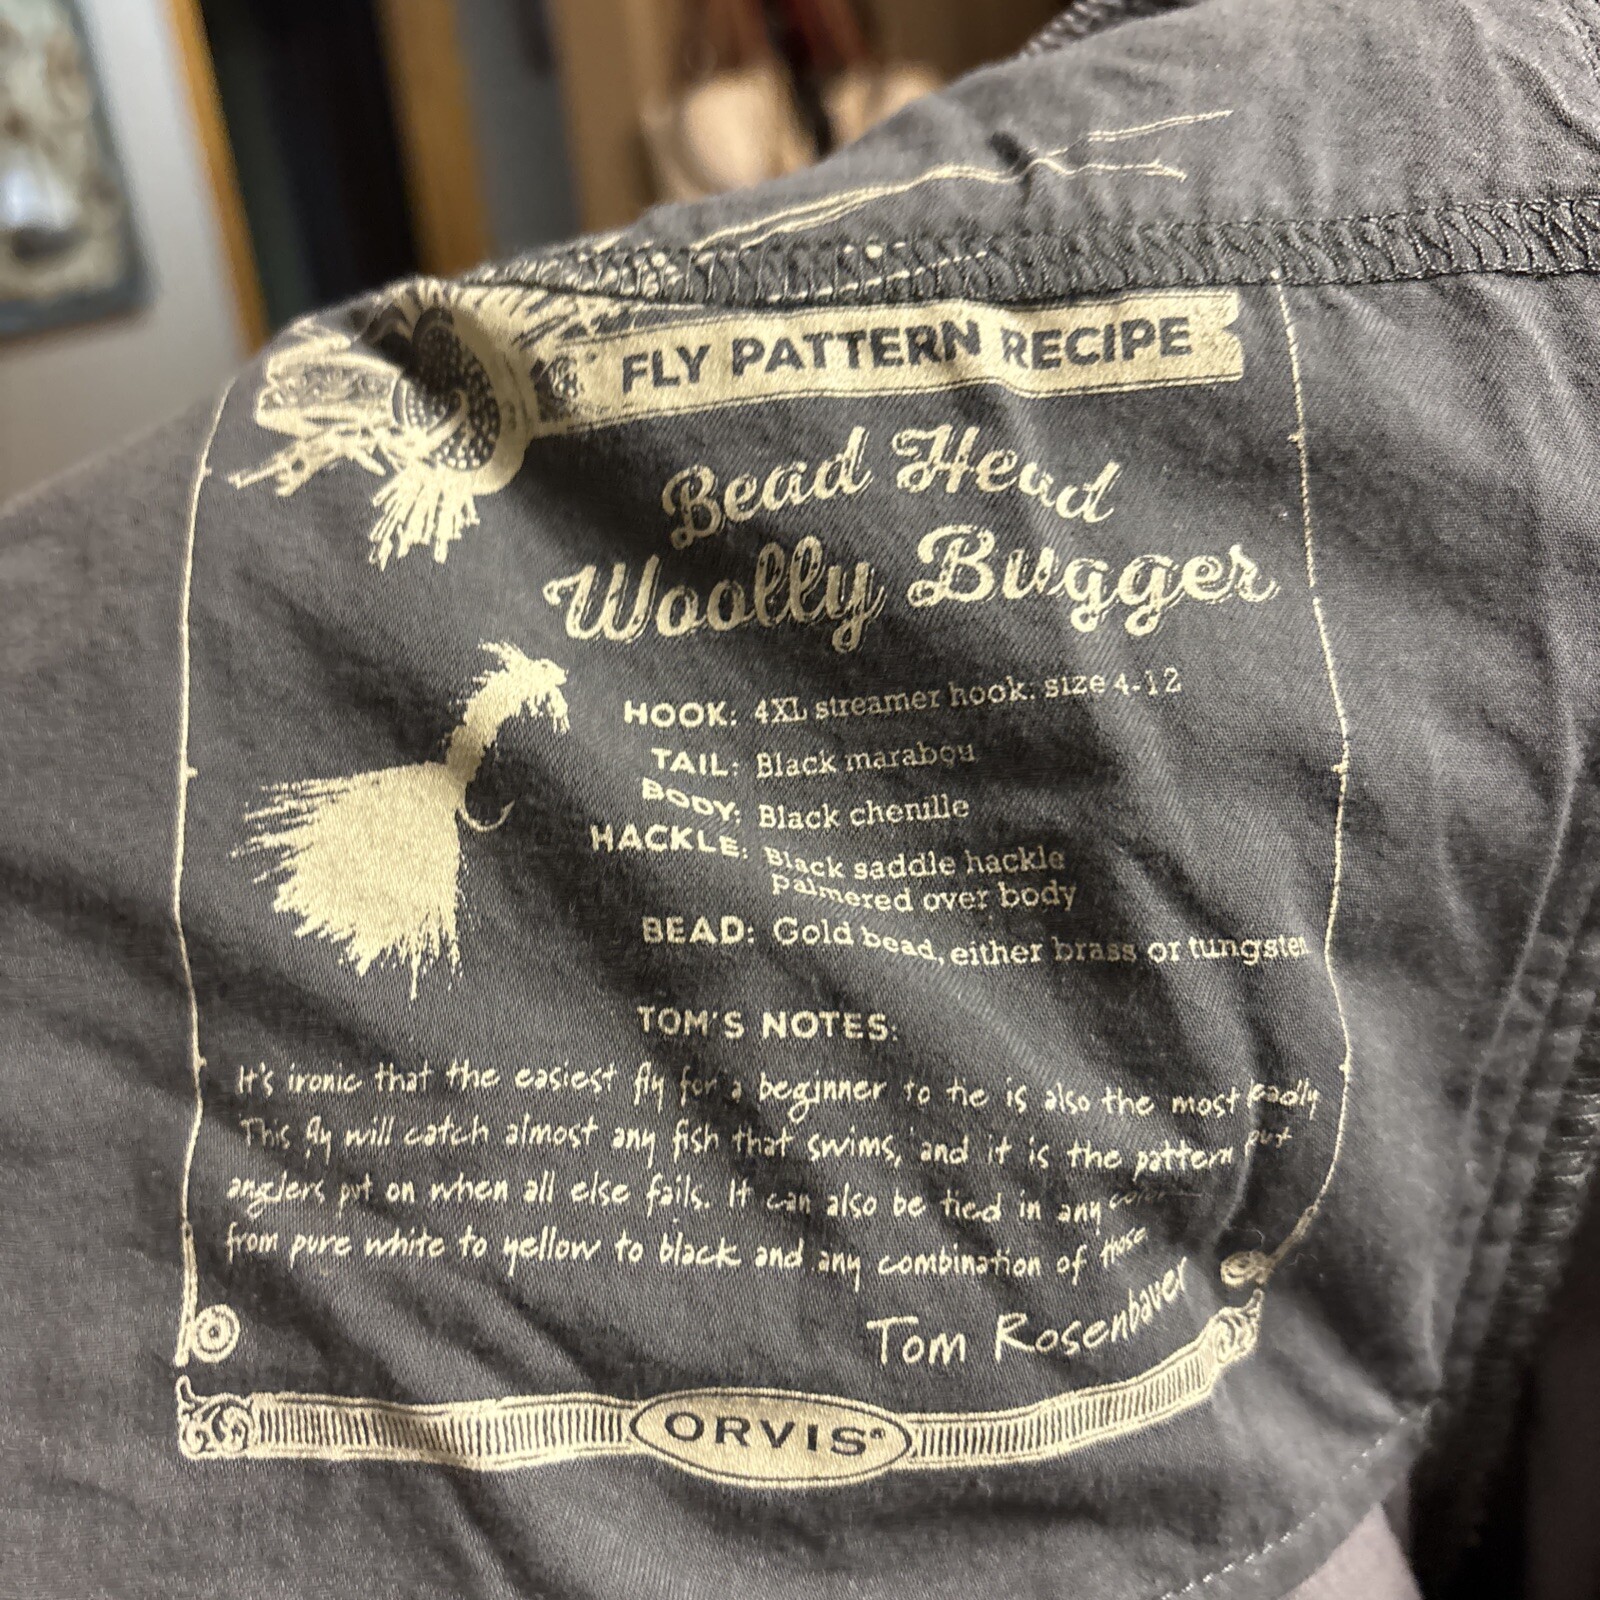 FLY PATTERN RECIPE
Bead Head
Woolly Bugger
HOOK: 4XL streamer hook. size 4-12
TAIL: Black marabou
BODY: Black chenille
HACKLE: Black saddle hackle
palmered over body
BEAD: Gold bead, either brass or tungsten
TOM'S NOTES:
It's ironic that the easiest fly for a beginner to tie is also the most
This fly will catch almost any fish that swims, and it is the pattern put
anglers put on when all else fails. It can also be tied in any color
from pure white to yellow to black and any combination of those
Tom Rosenbauer
ORVIS®